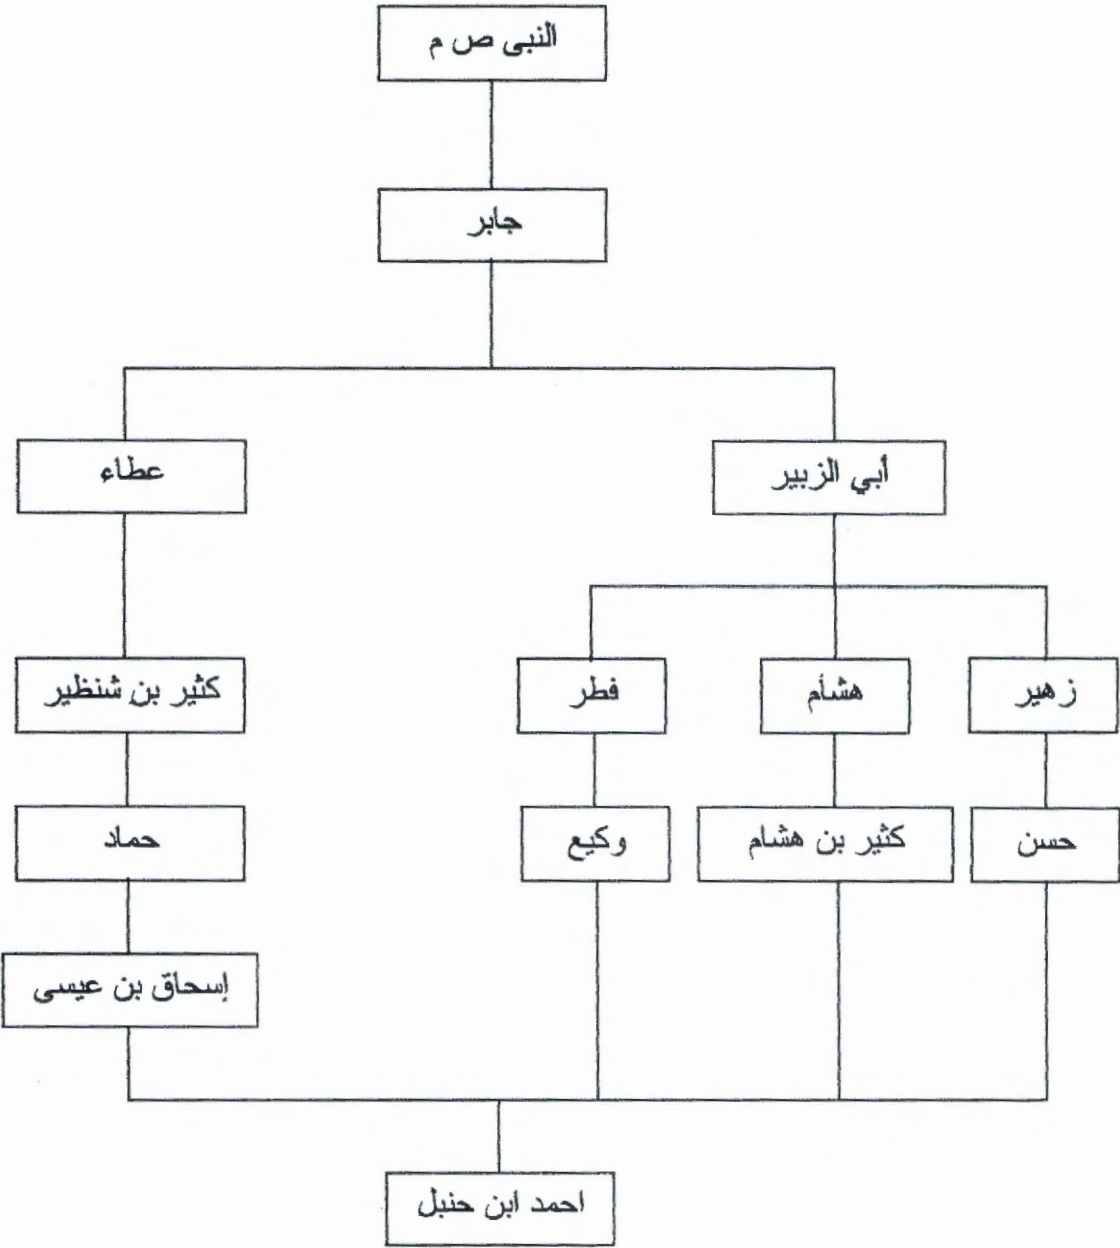 النبى ص م
جابر
أبي الزبير
عطاء
زهير
هشأم
فطر
كثير بن شنظير
حسن
كثير بن هشام
وكيع
حماد
إسحاق بن عيسى
احمد ابن حنبل